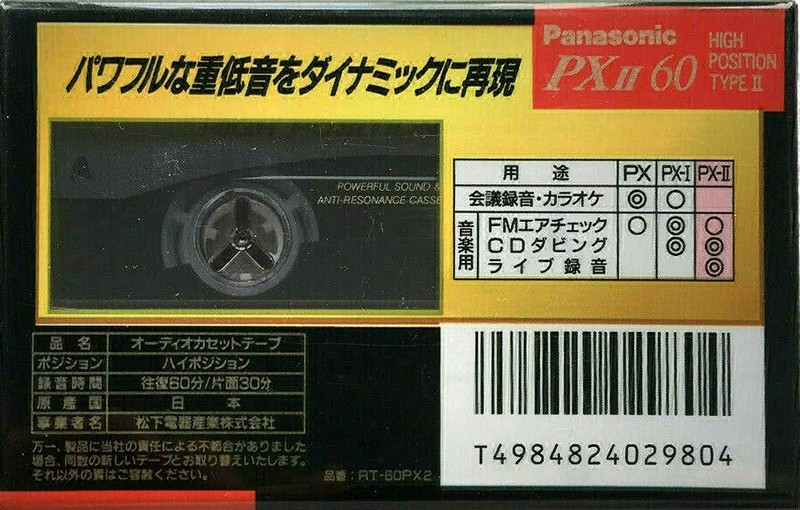 パワフルな重低音をダイナミックに再現
Panasonic
PX II 60
HIGH
POSITION
TYPE II
POWERFUL SOUND &
ANTI-RESONANCE CASSE
用途 PX PX-I PX-II
会議録音・カラオケ ◎ ○
音楽用
FMエアチェック ○ ◎ ○
CDダビング ◎ ◎
ライブ録音 ◎
品名 オーディオカセットテープ
ポジション ハイポジション
録音時間 往復60分/片面30分
原産国 日本
事業者名 松下電器産業株式会社
万一、製品に当社の責任による不都合がありました
場合、同数の新しいテープとお取り替えいたします。
それ以外の責はご容赦ください。
品番:RT-60PX2
T4984824029804